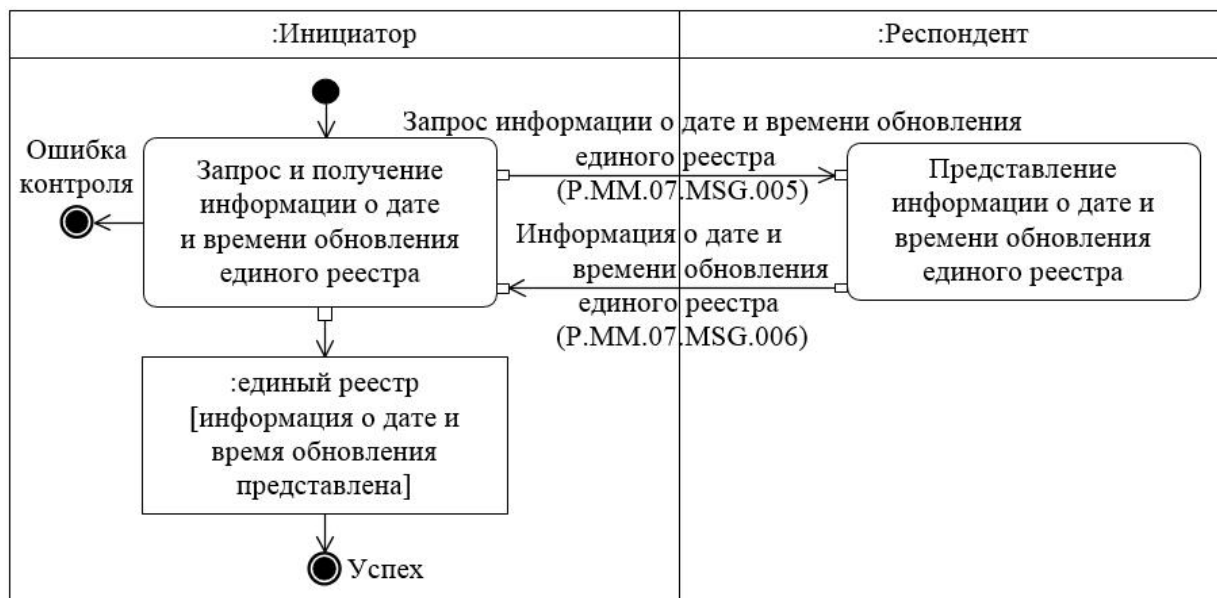 :Инициатор
:Респондент
Запрос информации о дате и времени обновления
единого реестра
(P.MM.07.MSG.005)
Ошибка
контроля
Запрос и получение
информации о дате
и времени обновления
единого реестра
Представление
информации о дате и
времени обновления
единого реестра
Информация о дате и
времени обновления
единого реестра
(P.MM.07.MSG.006)
:единый реестр
[информация о дате и
время обновления
представлена]
Успех